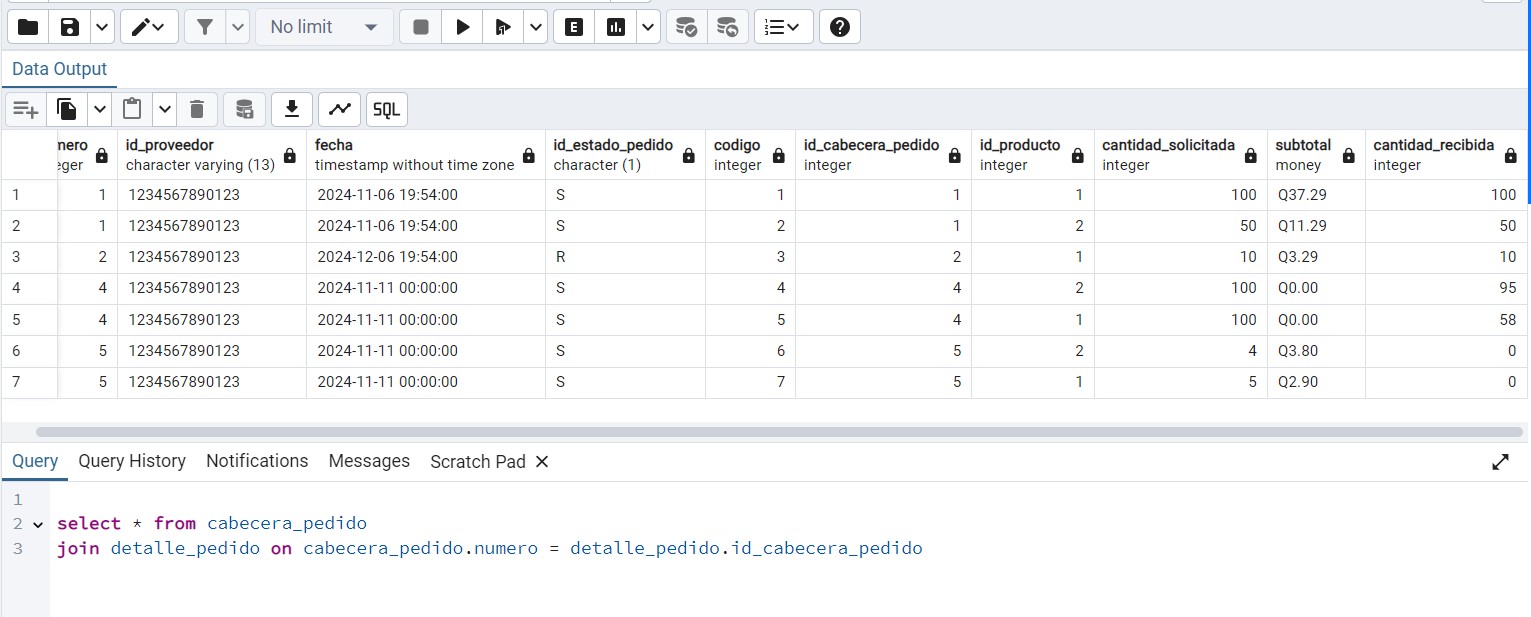 No limit
E
SQL
Data Output
nero id_proveedor fecha id_estado_pedido codigo id_cabecera_pedido id_producto cantidad_solicitada subtotal cantidad_recibida
eger character varying (13) timestamp without time zone character (1) integer integer integer integer money integer
1 1 1234567890123 2024-11-06 19:54:00 S 1 1 1 100 Q37.29 100
2 1 1234567890123 2024-11-06 19:54:00 S 2 1 2 50 Q11.29 50
3 2 1234567890123 2024-12-06 19:54:00 R 3 2 1 10 Q3.29 10
4 4 1234567890123 2024-11-11 00:00:00 S 4 4 2 100 Q0.00 95
5 4 1234567890123 2024-11-11 00:00:00 S 5 4 1 100 Q0.00 58
6 5 1234567890123 2024-11-11 00:00:00 S 6 5 2 4 Q3.80 0
7 5 1234567890123 2024-11-11 00:00:00 S 7 5 1 5 Q2.90 0
Query Query History Notifications Messages Scratch Pad
1
2 select * from cabecera_pedido
3 join detalle_pedido on cabecera_pedido.numero = detalle_pedido.id_cabecera_pedido